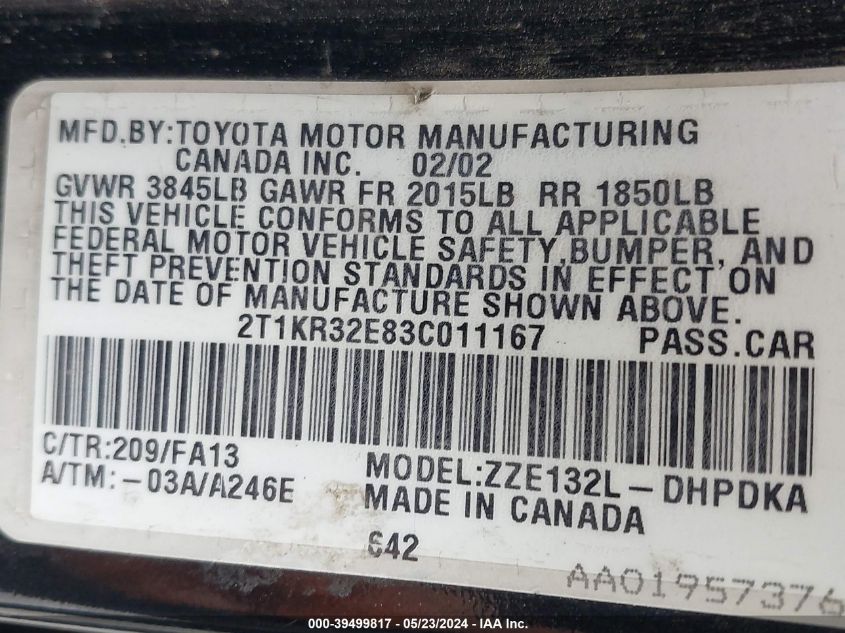 MFD.BY:TOYOTA MOTOR MANUFACTURING
CANADA INC. 02/02
GVWR 3845LB GAWR FR 2015LB RR 1850LB
THIS VEHICLE CONFORMS TO ALL APPLICABLE
FEDERAL MOTOR VEHICLE SAFETY,BUMPER, AND
THEFT PREVENTION STANDARDS IN EFFECT ON
THE DATE OF MANUFACTURE SHOWN ABOVE.
2T1KR32E83C011167 PASS.CAR
C/TR:209/FA13
A/TM:-03A/A246E
MODEL:ZZE132L-DHPDKA
MADE IN CANADA
642
AA01957376
000-39499817 - 05/23/2024 - IAA Inc.